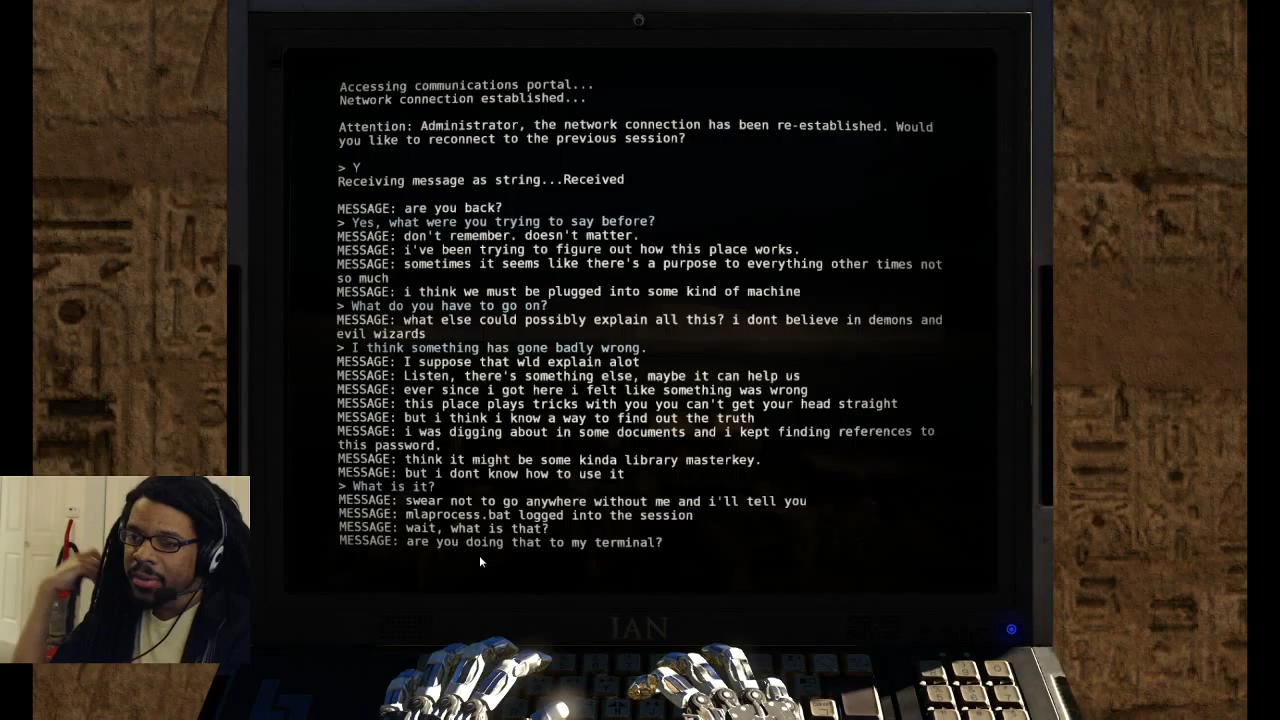 Accessing communications portal...
Network connection established...
Attention: Administrator, the network connection has been re-established. Would
you like to reconnect to the previous session?
> Y
Receiving message as string...Received
MESSAGE: are you back?
> Yes, what were you trying to say before?
MESSAGE: don't remember. doesn't matter.
MESSAGE: i've been trying to figure out how this place works.
MESSAGE: sometimes it seems like there's a purpose to everything other times not
so much
MESSAGE: i think we must be plugged into some kind of machine
> What do you have to go on?
MESSAGE: what else could possibly explain all this? i dont believe in demons and
evil wizards
> I think something has gone badly wrong.
MESSAGE: I suppose that wld explain alot
MESSAGE: Listen, there's something else, maybe it can help us
MESSAGE: ever since i got here i felt like something was wrong
MESSAGE: this place plays tricks with you you can't get your head straight
MESSAGE: but i think i know a way to find out the truth
MESSAGE: i was digging about in some documents and i kept finding references to
this password.
MESSAGE: think it might be some kinda library masterkey.
MESSAGE: but i dont know how to use it
> What is it?
MESSAGE: swear not to go anywhere without me and i'll tell you
MESSAGE: mlaprocess.bat logged into the session
MESSAGE: wait, what is that?
MESSAGE: are you doing that to my terminal?
IAN